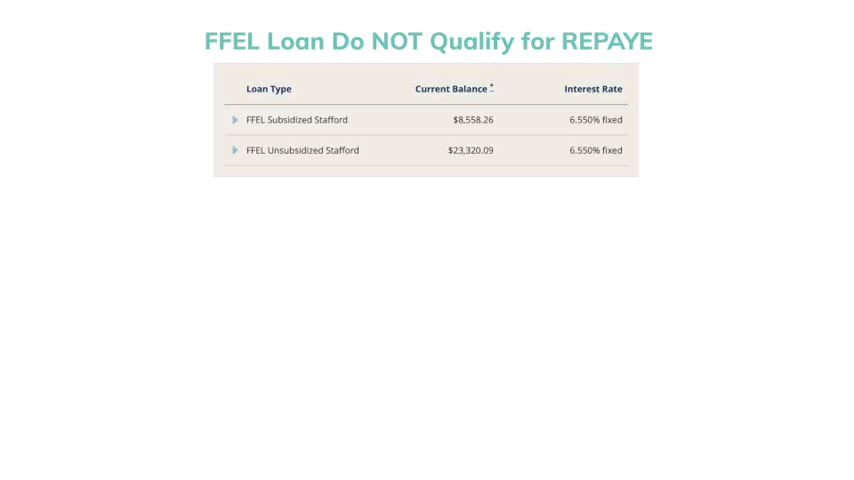 FFEL Loan Do NOT Qualify for REPAYE
Loan Type Current Balance * Interest Rate
FFEL Subsidized Stafford $8,558.26 6.550% fixed
FFEL Unsubsidized Stafford $23,320.09 6.550% fixed